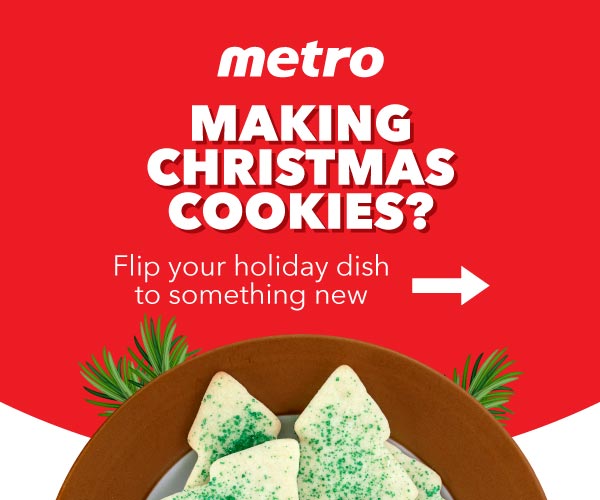 metro
MAKING
CHRISTMAS
COOKIES?
Flip your holiday dish
to something new